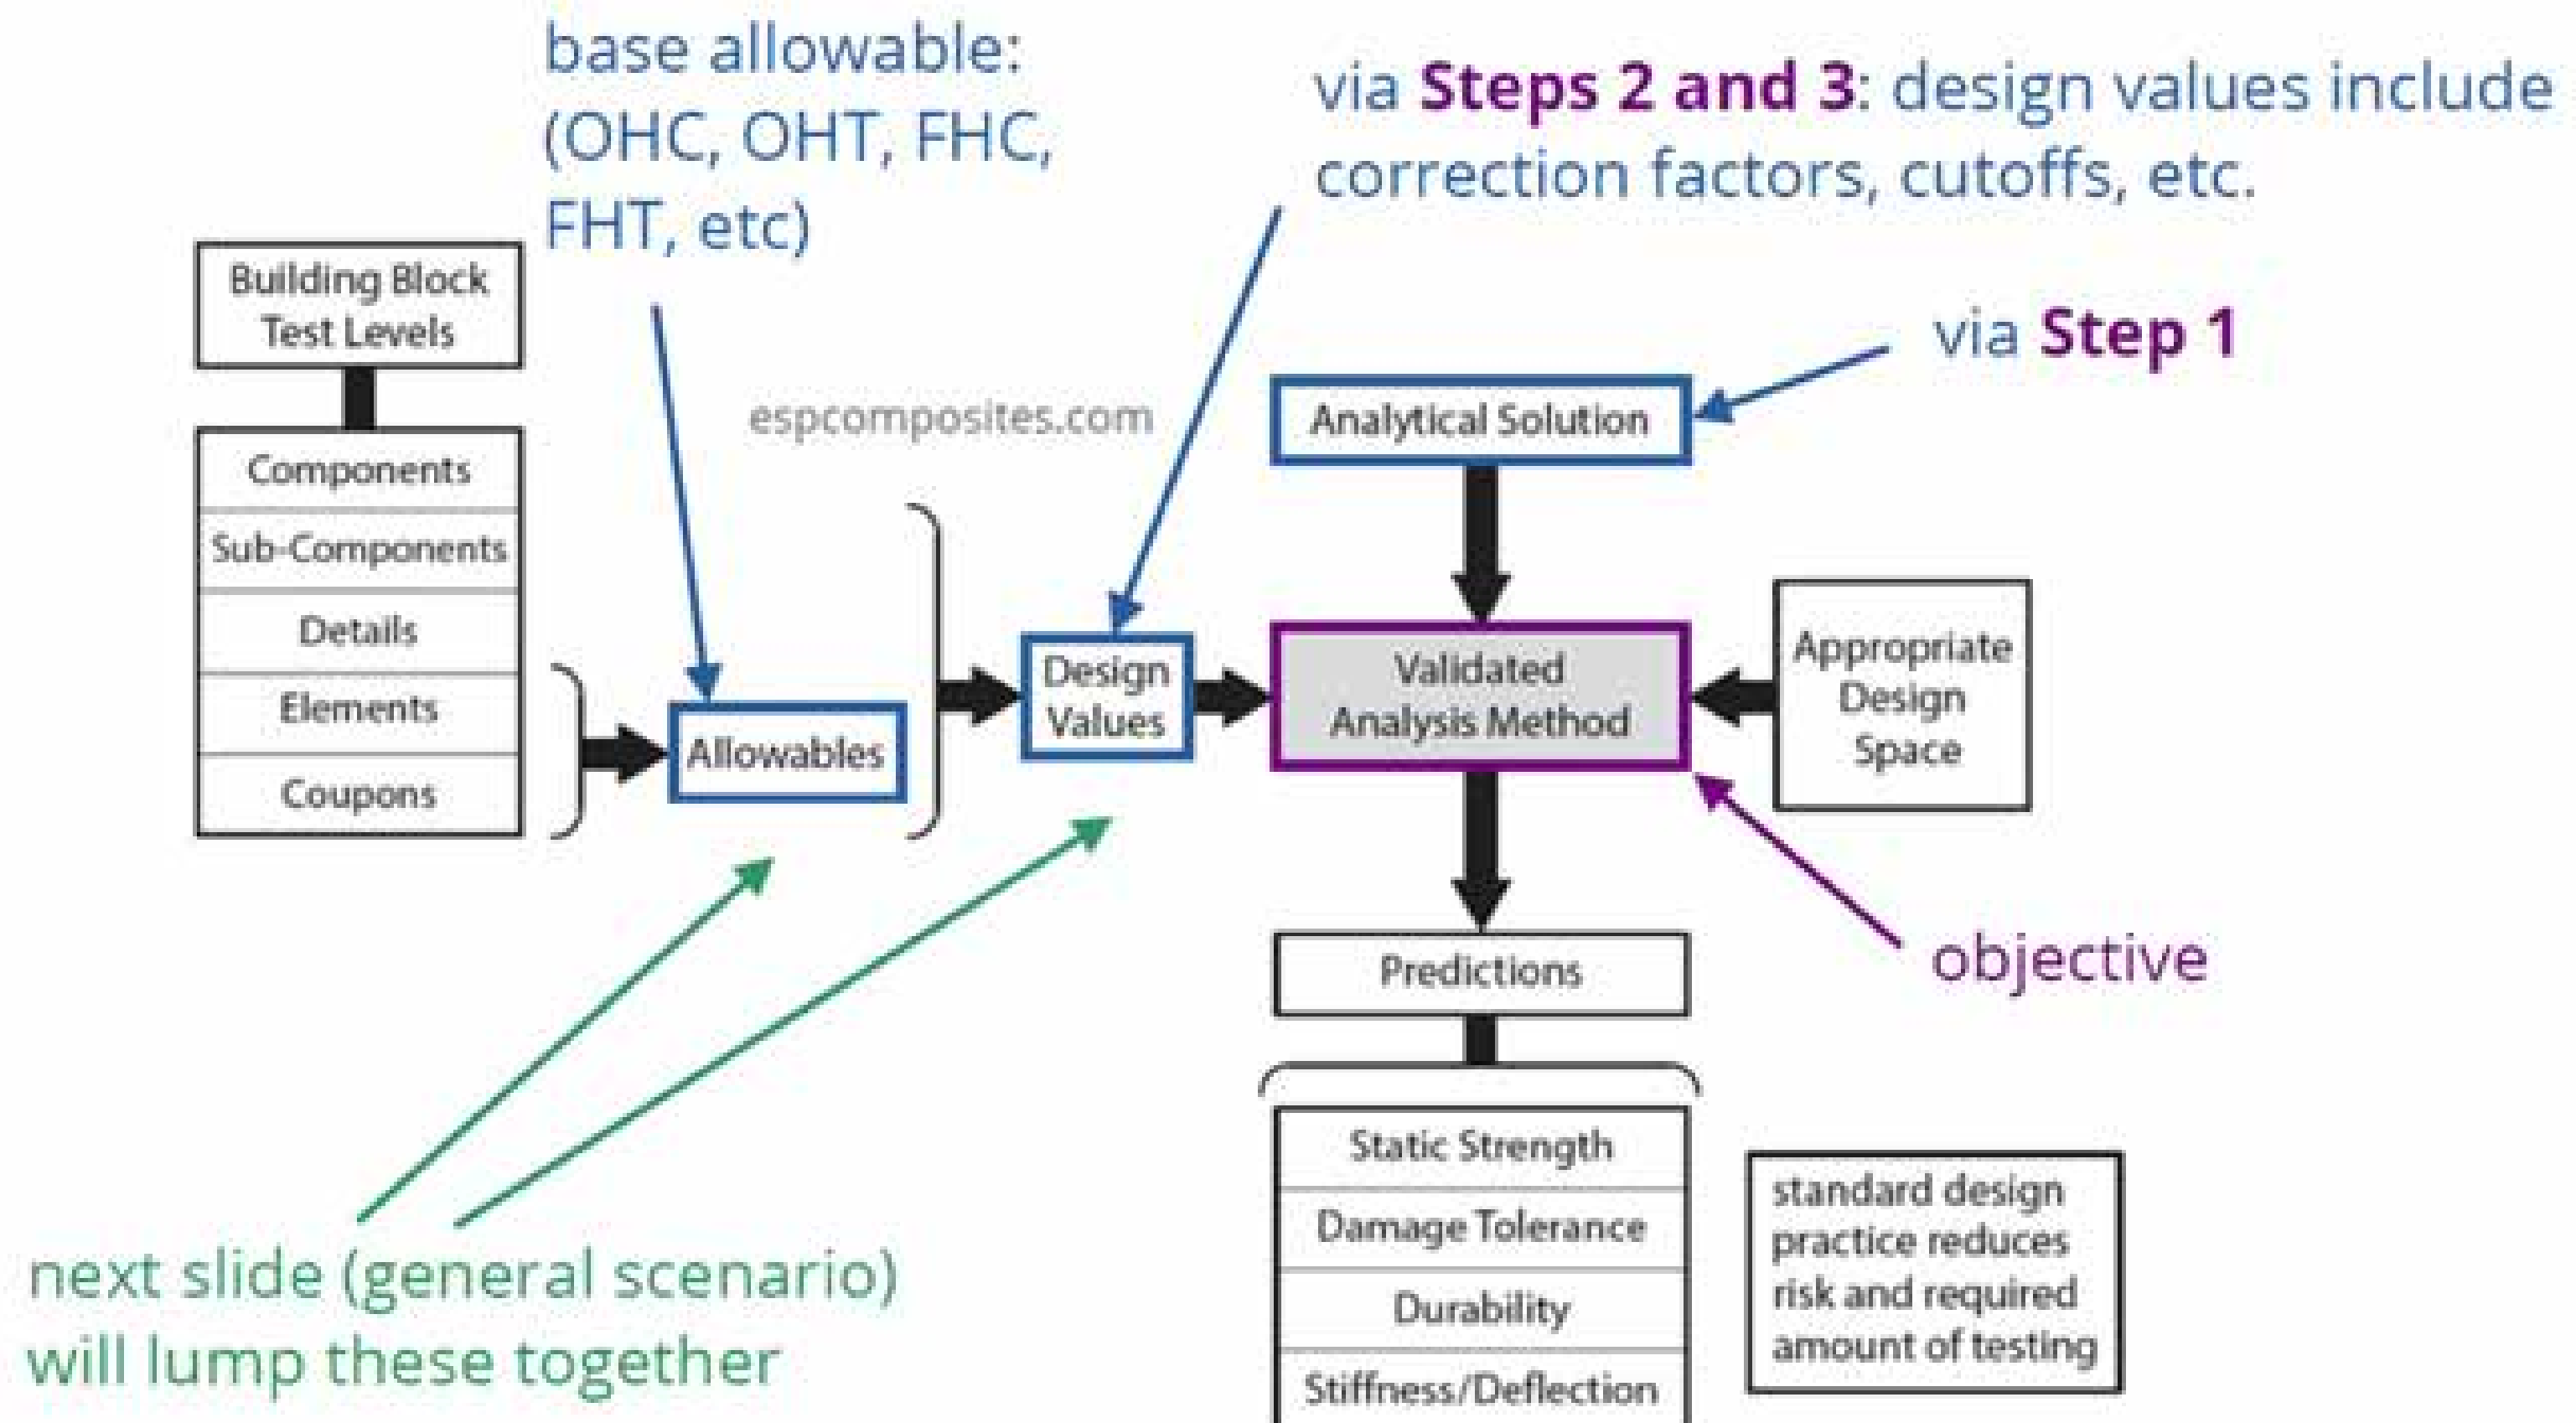 base allowable:
(OHC, OHT, FHC,
FHT, etc)
via Steps 2 and 3: design values include
correction factors, cutoffs, etc.
Building Block
Test Levels
via Step 1
espcomposites.com
Analytical Solution
Components
Sub-Components
Details
Elements
Coupons
Allowables
Design
Values
Validated
Analysis Method
Appropriate
Design
Space
objective
Predictions
Static Strength
Damage Tolerance
Durability
Stiffness/Deflection
standard design
practice reduces
risk and required
amount of testing
next slide (general scenario)
will lump these together